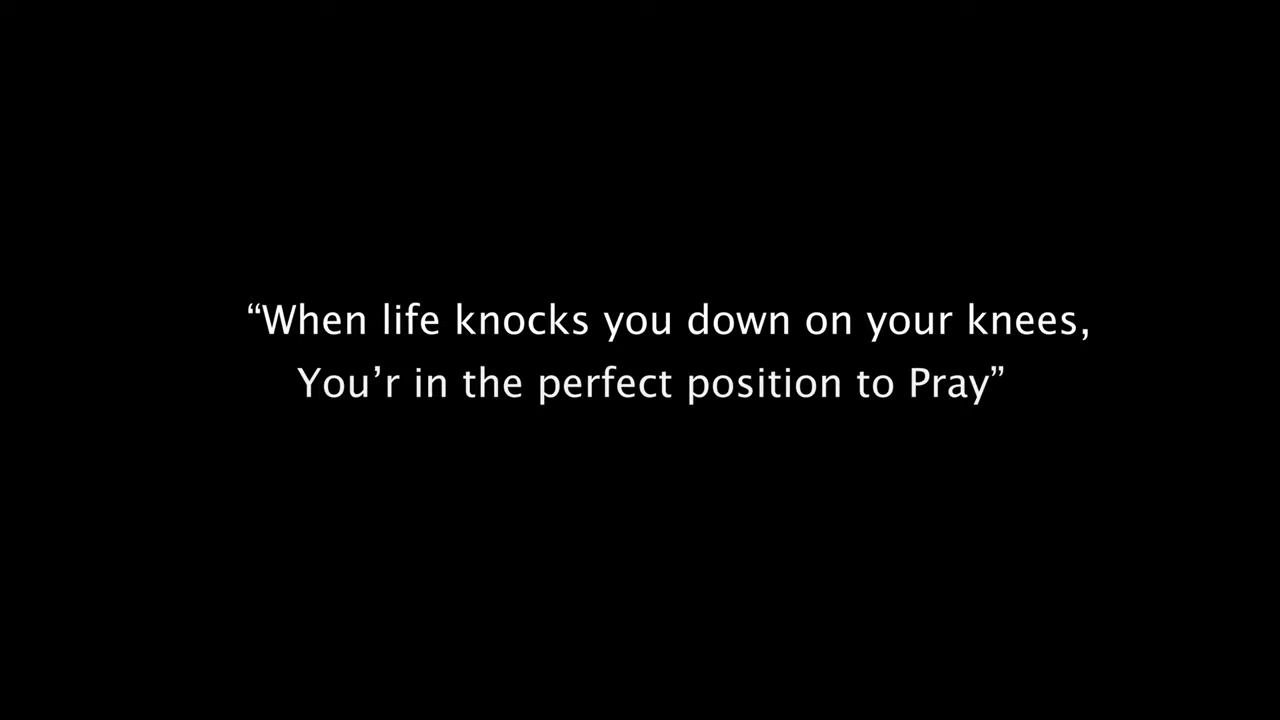 “When life knocks you down on your knees,
You’r in the perfect position to Pray”